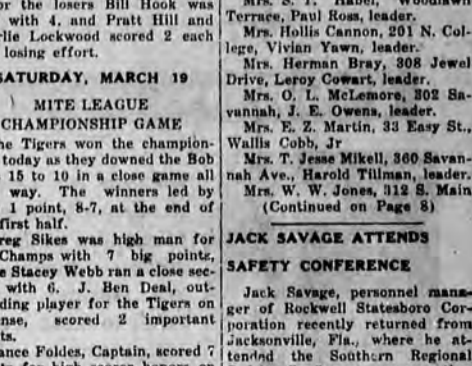 or the losers Bill Hook was
with 4. and Pratt Hill and
rlie Lockwood scored 2 each
losing effort.
SATURDAY, MARCH 19
MITE LEAGUE
CHAMPIONSHIP GAME
he Tigers won the champion-
today as they downed the Bob
15 to 10 in a close game all
way. The winners led by
1 point, 8-7, at the end of
first half.
reg Sikes was high man for
Champs with 7 big points,
e Stacey Webb ran a close sec-
with 6. J. Ben Deal, out-
ding player for the Tigers on
nse, scored 2 important
ts.
ance Foldes, Captain, scored 7
Mrs. S. T. Habel, Woodlawn
Terrace, Paul Ross, leader.
Mrs. Hollis Cannon, 201 N. Col-
lege, Vivian Yawn, leader.
Mrs. Herman Bray, 308 Jewel
Drive, Leroy Cowart, leader.
Mrs. O. L. McLemore, 302 Sa-
vannah, J. E. Owens, leader.
Mrs. E. Z. Martin, 33 Easy St.,
Wallis Cobb, Jr
Mrs. T. Jesse Mikell, 360 Savan-
nah Ave., Harold Tillman, leader.
Mrs. W. W. Jones, 312 S. Main
(Continued on Page 8)
JACK SAVAGE ATTENDS
SAFETY CONFERENCE
Jack Savage, personnel mana-
ger of Rockwell Statesboro Cor-
poration recently returned from
Jacksonville, Fla., where he at-
tended the Southern Regional